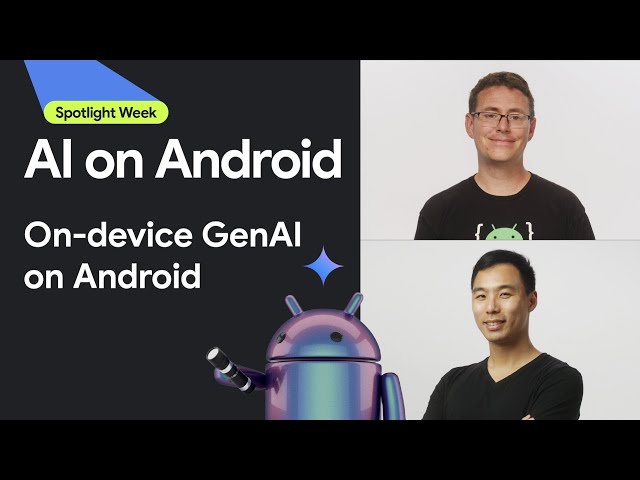 Spotlight Week
AI on Android
On-device GenAI
on Android